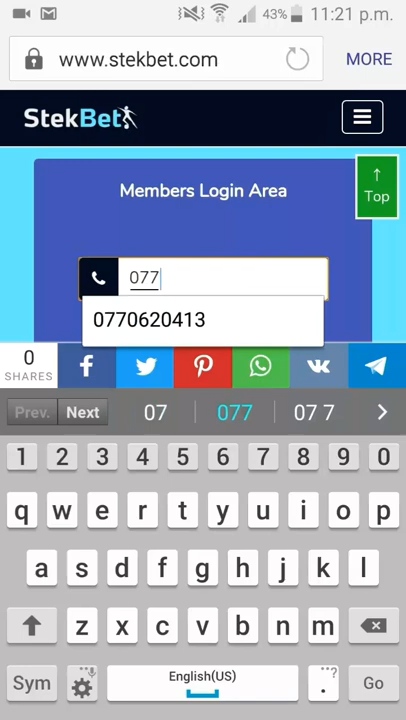 43% 11:21 p.m.
www.stekbet.com MORE
StekBet
↑
Top
Members Login Area
077
0770620413
0
SHARES
Prev. Next 07 077 07 7
1 2 3 4 5 6 7 8 9 0
q w e r t y u i o p
a s d f g h j k l
z x c v b n m
Sym English(US) . ...? Go